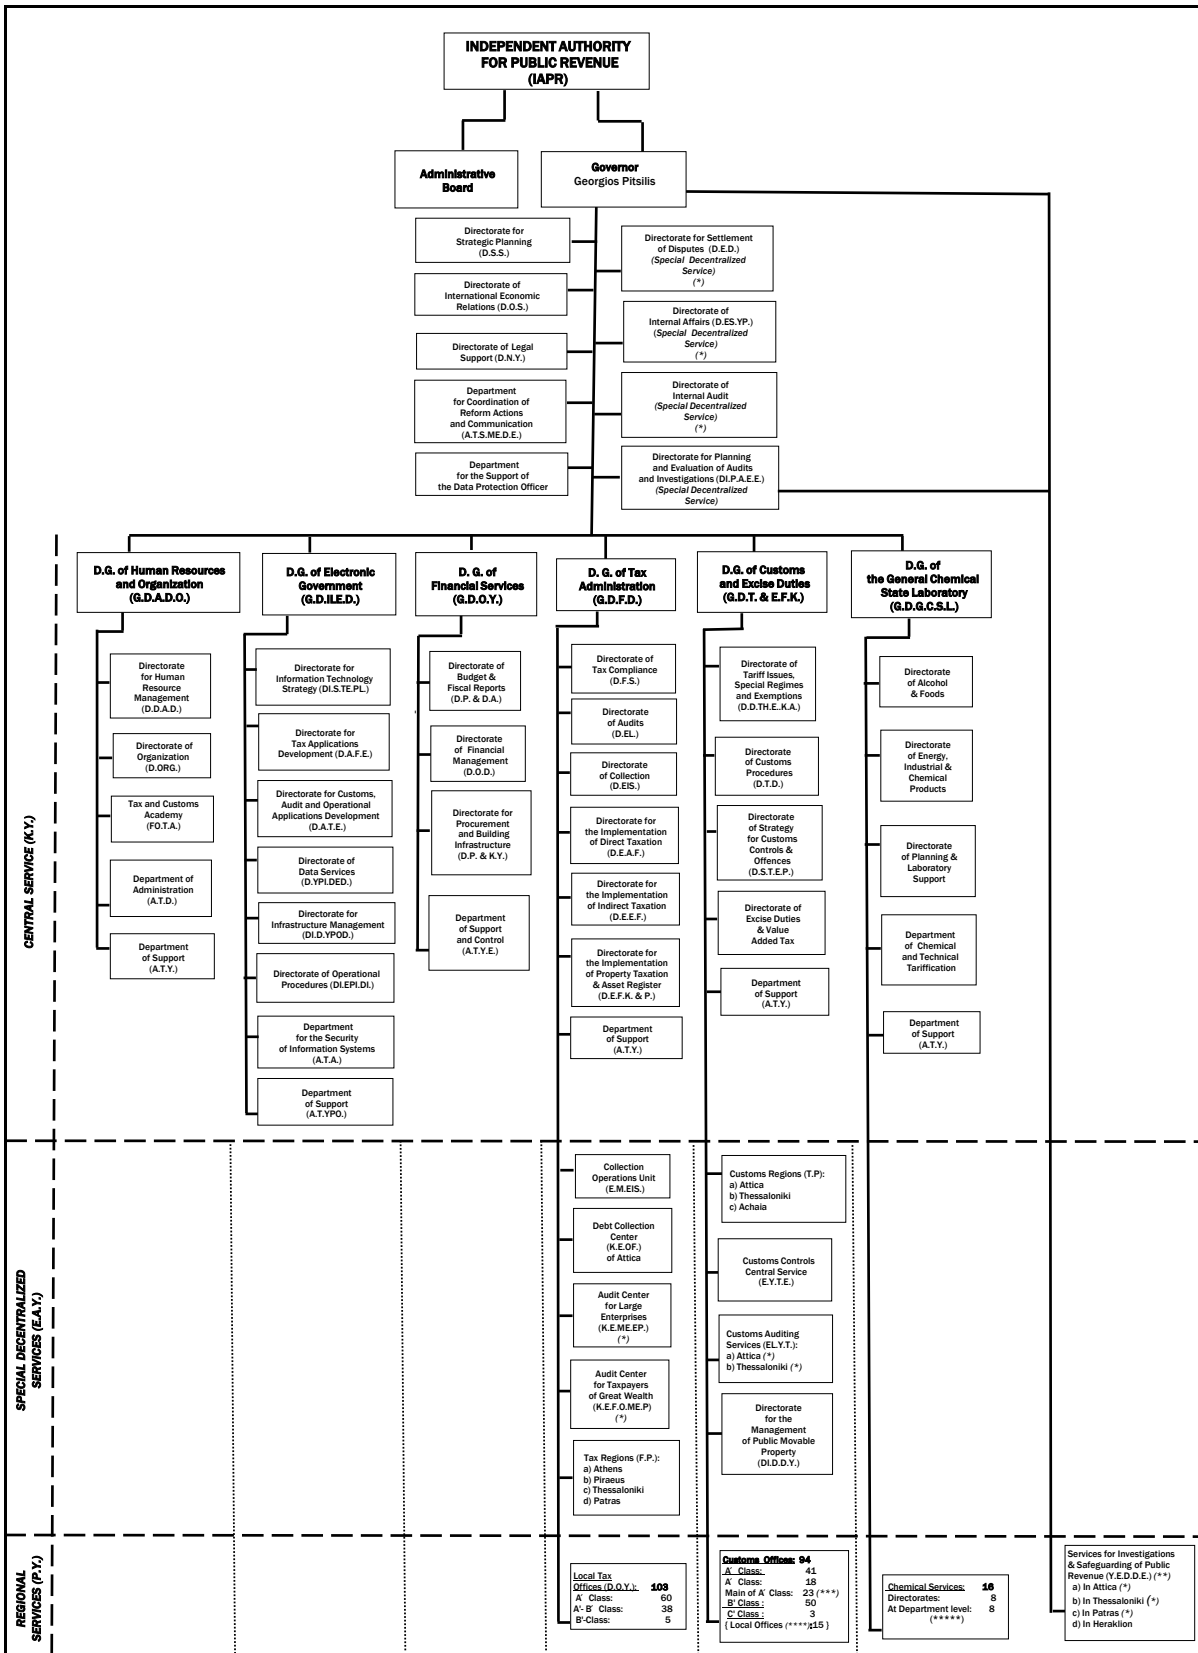 INDEPENDENT AUTHORITY
FOR PUBLIC REVENUE
(IAPR)
Administrative
Board
Governor
Georgios Pitsilis
Directorate for
Strategic Planning
(D.S.S.)
Directorate of
International Economic
Relations (D.O.S.)
Directorate of Legal
Support (D.N.Y.)
Department
for Coordination of
Reform Actions
and Communication
(A.T.S.ME.D.E.)
Department
for the Support of
the Data Protection Officer
Directorate for Settlement
of Disputes (D.E.D.)
(Special Decentralized
Service)
(*)
Directorate of
Internal Affairs (D.ES.YP.)
(Special Decentralized
Service)
(*)
Directorate of
Internal Audit
(Special Decentralized
Service)
(*)
Directorate for Planning
and Evaluation of Audits
and Investigations (DI.P.A.E.E.)
(Special Decentralized
Service)
CENTRAL SERVICE (K.Y.)
D.G. of Human Resources
and Organization
(G.D.A.D.O.)
Directorate
for Human
Resource
Management)
(D.D.A.D.)
Directorate of
Organization
(D.ORG.)
Tax and Customs
Academy
(FO.T.A.)
Department of
Administration
(A.T.D.)
Department
of Support
(A.T.Y.)
D.G. of Electronic
Government
(G.D.ILE.D.)
Directorate for
Information Technology
Strategy (DI.S.TE.PL.)
Directorate for
Tax Applications
Development (D.A.F.E.)
Directorate for Customs,
Audit and Operational
Applications Development
(D.A.T.E.)
Directorate of
Data Services
(D.YPI.DED.)
Directorate for
Infrastructure Management
(DI.D.YPOD.)
Directorate of Operational
Procedures (DI.EPI.DI.)
Department
for the Security
of Information Systems
(A.T.A.)
Department
of Support
(A.T.YPO.)
D. G. of
Financial Services
(G.D.O.Y.)
Directorate of
Budget &
Fiscal Reports
(D.P. & D.A.)
Directorate
of Financial
Management
(D.O.D.)
Directorate for
Procurement
and Building
Infrastructure
(D.P. & K.Y.)
Department
of Support
and Control
(A.T.Y.E.)
D. G. of Tax
Administration
(G.D.F.D.)
Directorate of
Tax Compliance
(D.F.S.)
Directorate
of Audits
(D.EL.)
Directorate
of Collection
(D.EIS.)
Directorate for
the Implementation
of Direct Taxation
(D.E.A.F.)
Directorate for
the Implementation
of Indirect Taxation
(D.E.E.F.)
Directorate for
the Implementation
of Property Taxation
& Asset Register
(D.E.F.K. & P.)
Department
of Support
(A.T.Y.)
D.G. of Customs
and Excise Duties
(G.D.T. & E.F.K.)
Directorate of
Tariff Issues,
Special Regimes
and Exemptions
(D.D.TH.E..K.A.)
Directorate
of Customs
Procedures
(D.T.D.)
Directorate
of Strategy
for Customs
Controls &
Offences
(D.S.T.E.P.)
Directorate of
Excise Duties
& Value
Added Tax
Department
of Support
(A.T.Y.)
D.G. of
the General Chemical
State Laboratory
(G.D.G.C.S.L.)
Directorate
of Alcohol
& Foods
Directorate
of Energy,
Industrial &
Chemical
Products
Directorate
of Planning &
Laboratory
Support
Department
of Chemical
and Technical
Tariffication
Department
of Support
(A.T.Y.)
SPECIAL DECENTRALIZED
SERVICES (E.A.Y.)
Collection
Operations Unit
(E.M.EIS.)
Debt Collection
Center
(K.E.OF.)
of Attica
Audit Center
for Large
Enterprises
(K.E.ME.EP.)
(*)
Audit Center
for Taxpayers
of Great Wealth
(K.E.F.O.ME.P)
(*)
Tax Regions (F.P.):
a) Athens
b) Piraeus
c) Thessaloniki
d) Patras
Customs Regions (T.P):
a) Attica
b) Thessaloniki
c) Achaia
Customs Controls
Central Service
(E.Y.T.E.)
Customs Auditing
Services (EL.Y.T.):
a) Attica (*)
b) Thessaloniki (*)
Directorate
for the
Management
of Public Movable
Property
(DI.D.D.Y.)
REGIONAL
SERVICES (P.Y.)
Local Tax
Offices (D.O.Y.): 103
A΄ Class: 60
A'- B΄ Class: 38
B'-Class: 5
Customs Offices: 94
A΄ Class: 41
A΄ Class: 18
Main of A΄ Class: 23 (***)
B' Class : 50
C' Class : 3
{ Local Offices (****):15 }
Chemical Services: 16
Directorates: 8
At Department level: 8
(*****)
Services for Investigations
& Safeguarding of Public
Revenue (Y.E.D.D.E.) (**)
a) In Attica (*)
b) In Thessaloniki (*)
c) In Patras (*)
d) In Heraklion